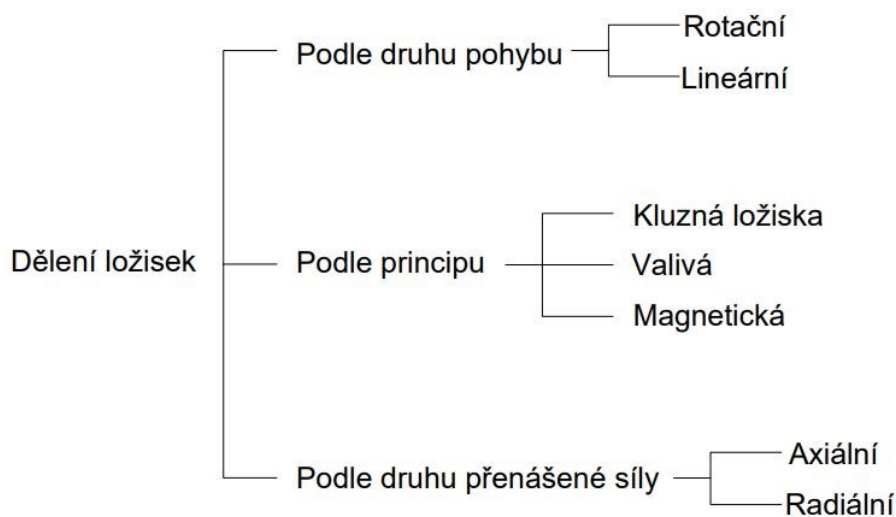 Dělení ložisek
Podle druhu pohybu
Rotační
Lineární
Podle principu
Kluzná ložiska
Valivá
Magnetická
Podle druhu přenášené síly
Axiální
Radiální